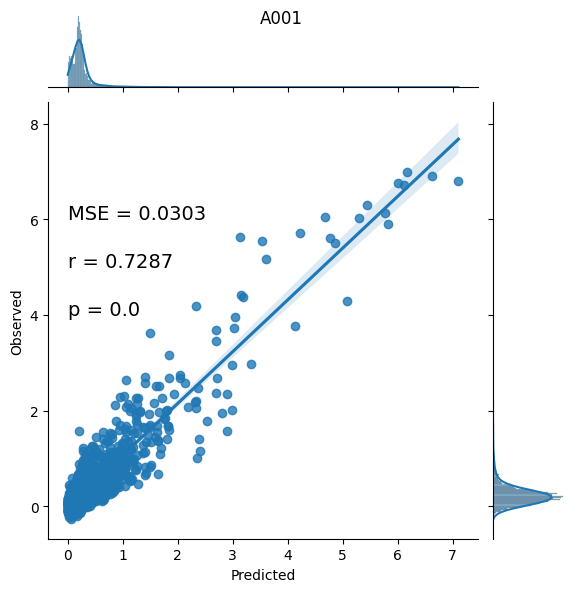 A001
8
6
4
2
0
MSE = 0.0303
r = 0.7287
p = 0.0
Observed
0 1 2 3 4 5 6 7
Predicted